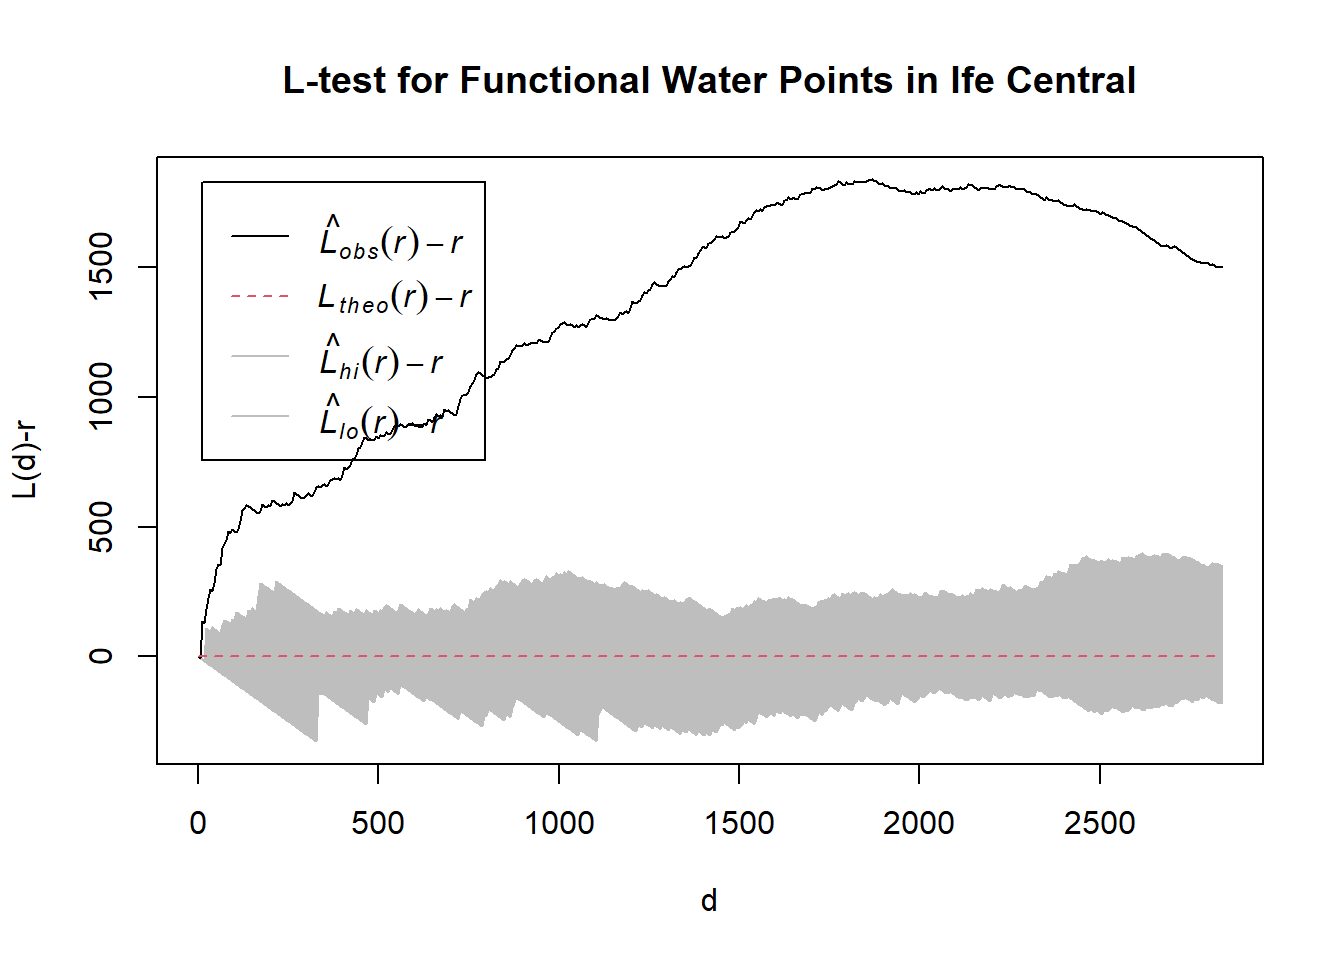 L-test for Functional Water Points in Ife Central
L̂obs(r) − r
Ltheo(r) − r
L̂hi(r) − r
L̂lo(r) − r
L(d)-r
1500
1000
500
0
0 500 1000 1500 2000 2500
d